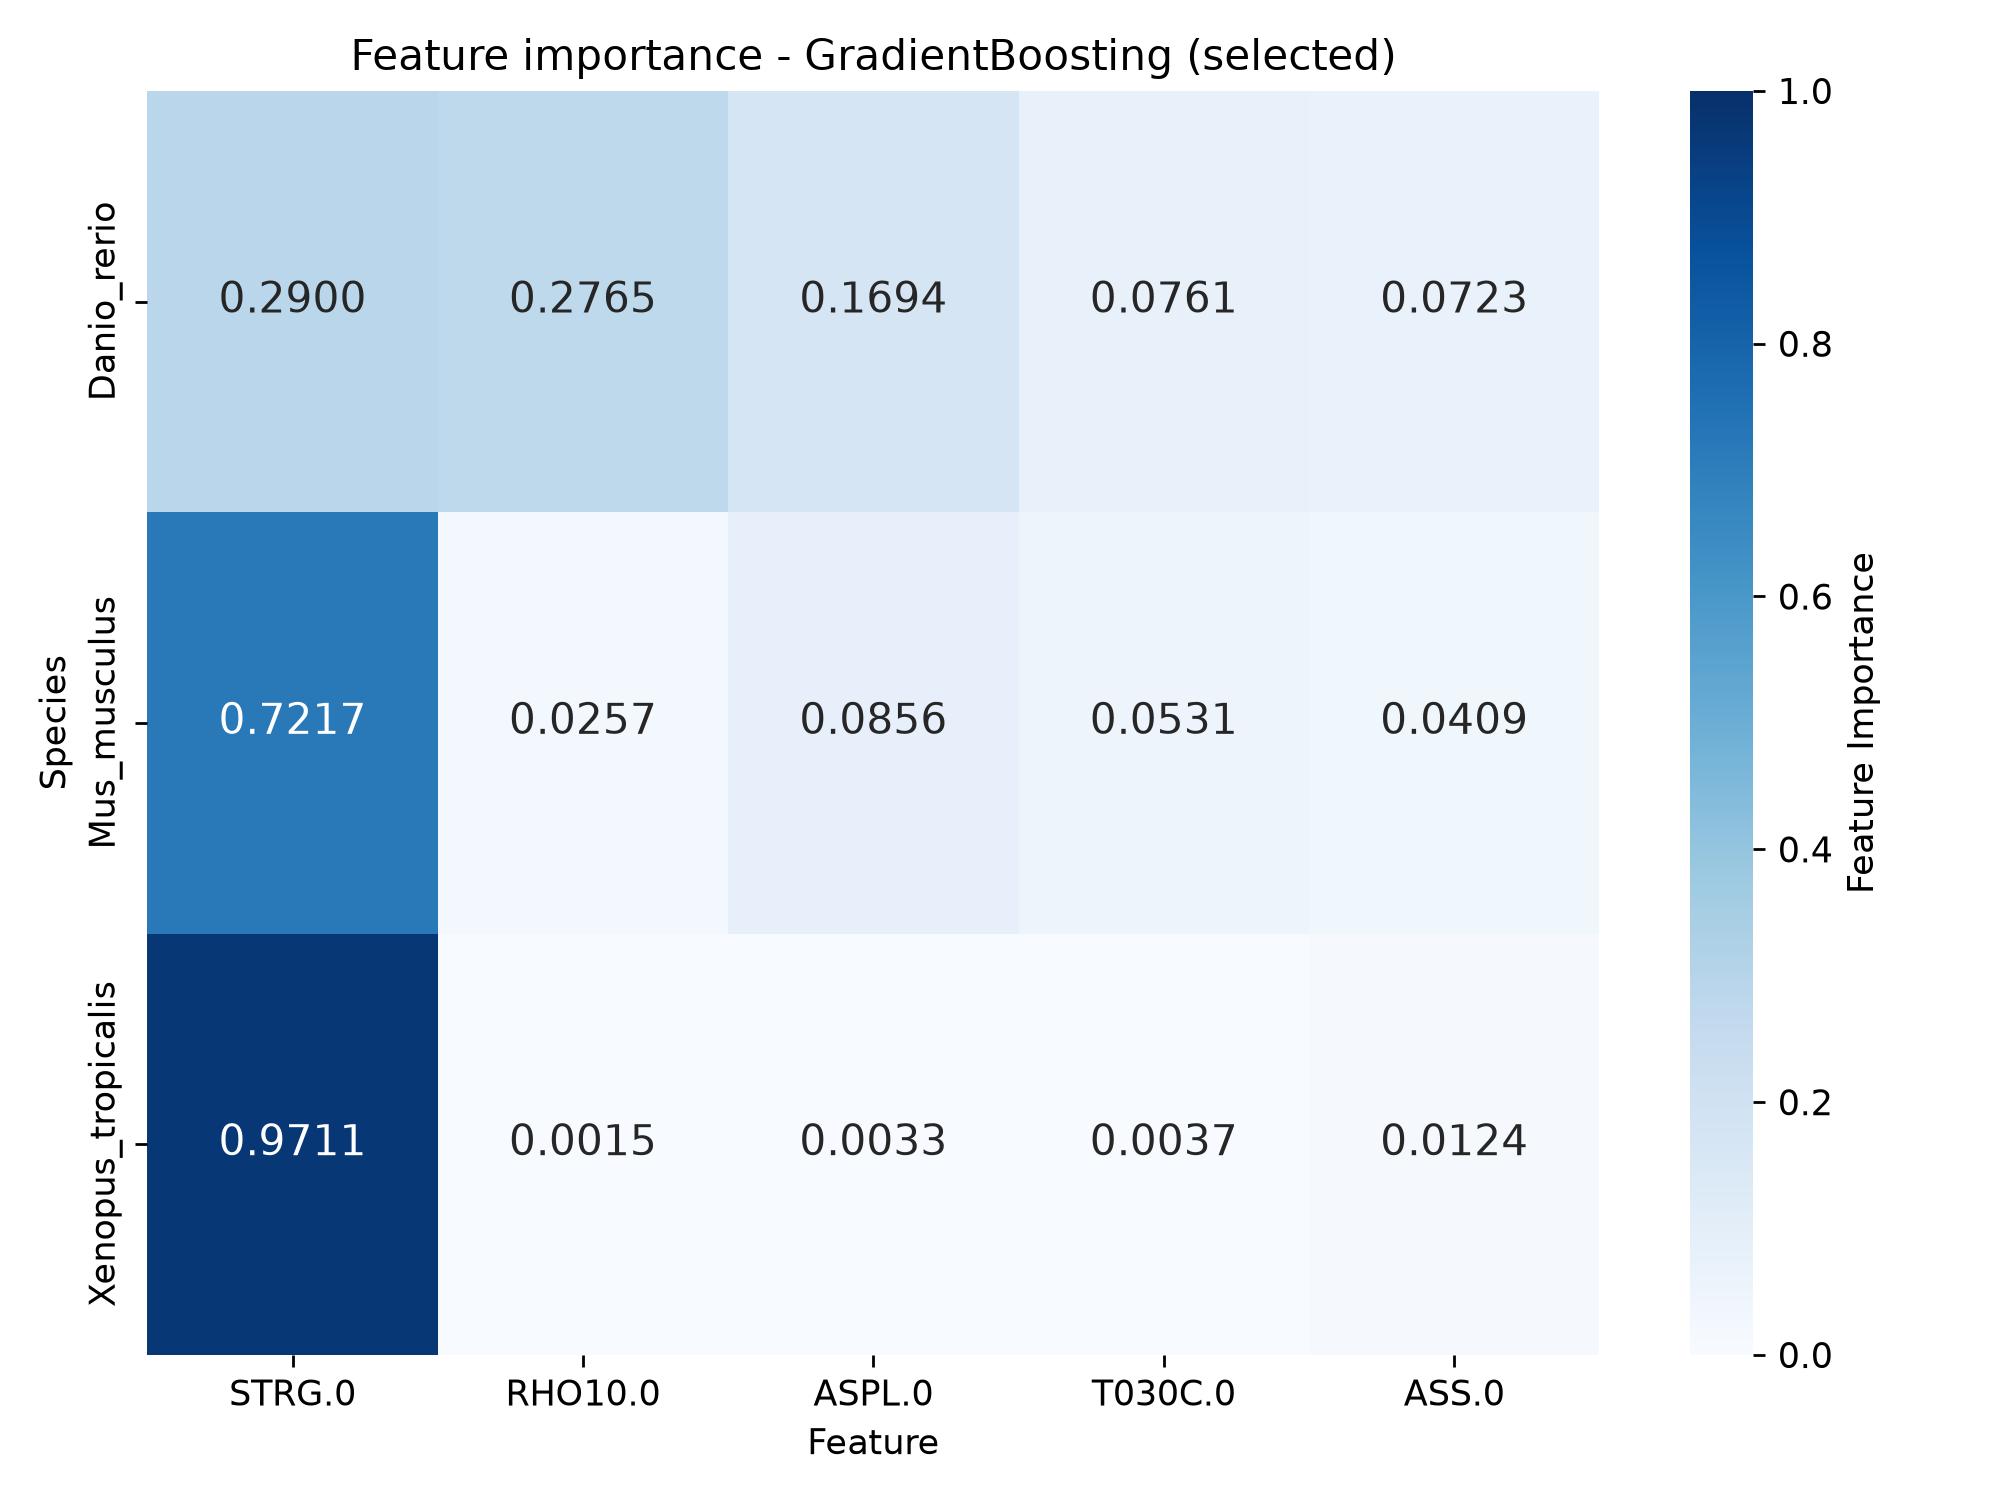 Feature importance - GradientBoosting (selected)
Species
Danio_rerio
0.2900 0.2765 0.1694 0.0761 0.0723
Mus_musculus
0.7217 0.0257 0.0856 0.0531 0.0409
Xenopus_tropicalis
0.9711 0.0015 0.0033 0.0037 0.0124
STRG.0 RHO10.0 ASPL.0 T030C.0 ASS.0
Feature
1.0
0.8
0.6
0.4
0.2
0.0
Feature Importance